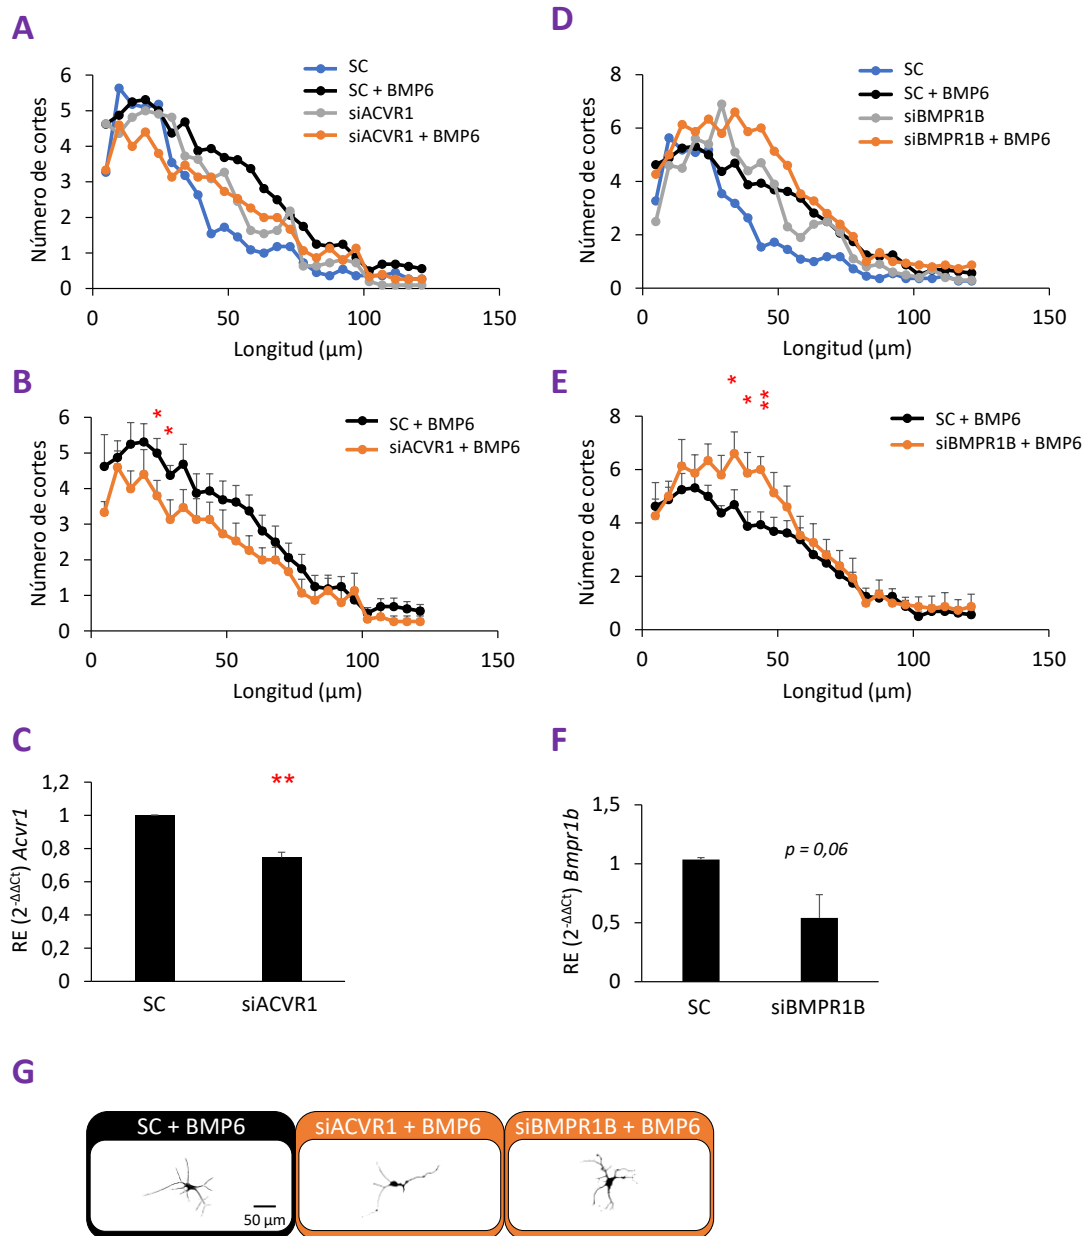 A
SC
SC + BMP6
siACVR1
siACVR1 + BMP6
Número de cortes
6
5
4
3
2
1
0
0
50
100
150
Longitud (µm)
D
SC
SC + BMP6
siBMPR1B
siBMPR1B + BMP6
Número de cortes
8
6
4
2
0
0
50
100
150
Longitud (µm)
B
* *
SC + BMP6
siACVR1 + BMP6
Número de cortes
6
5
4
3
2
1
0
0
50
100
150
Longitud (µm)
E
* * **
SC + BMP6
siBMPR1B + BMP6
Número de cortes
8
6
4
2
0
0
50
100
150
Longitud (µm)
C
**
RE (2-ΔΔCt) Acvr1
1,2
1
0,8
0,6
0,4
0,2
0
SC
siACVR1
F
p = 0,06
RE (2-ΔΔCt) Bmpr1b
1,5
1
0,5
0
SC
siBMPR1B
G
SC + BMP6
siACVR1 + BMP6
siBMPR1B + BMP6
50 µm